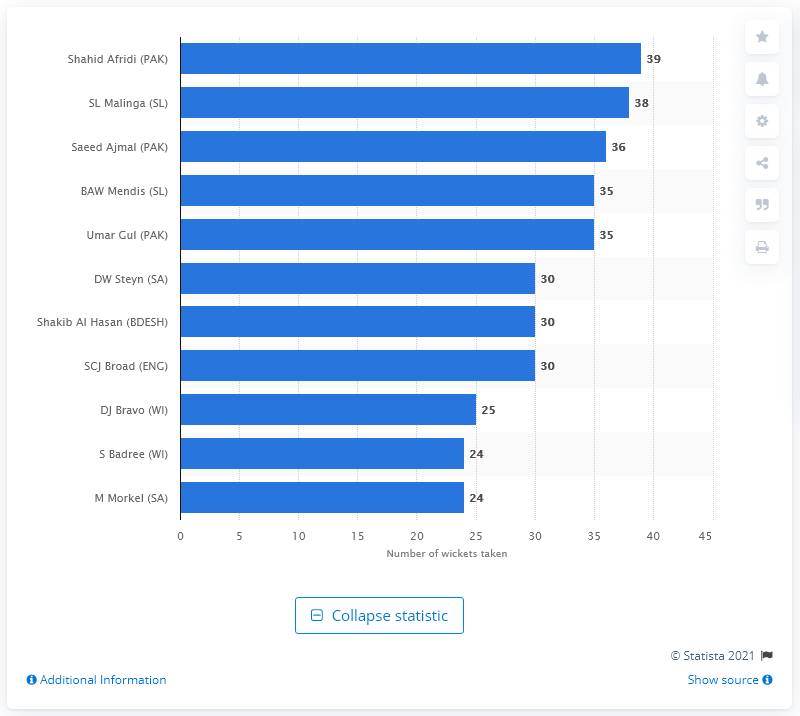 Shahid Afridi (PAK) 39
SL Malinga (SL) 38
Saeed Ajmal (PAK) 36
BAW Mendis (SL) 35
Umar Gul (PAK) 35
DW Steyn (SA) 30
Shakib Al Hasan (BDESH) 30
SCJ Broad (ENG) 30
DJ Bravo (WI) 25
S Badree (WI) 24
M Morkel (SA) 24
0 5 10 15 20 25 30 35 40 45
Number of wickets taken
Collapse statistic
© Statista 2021
Additional Information
Show source